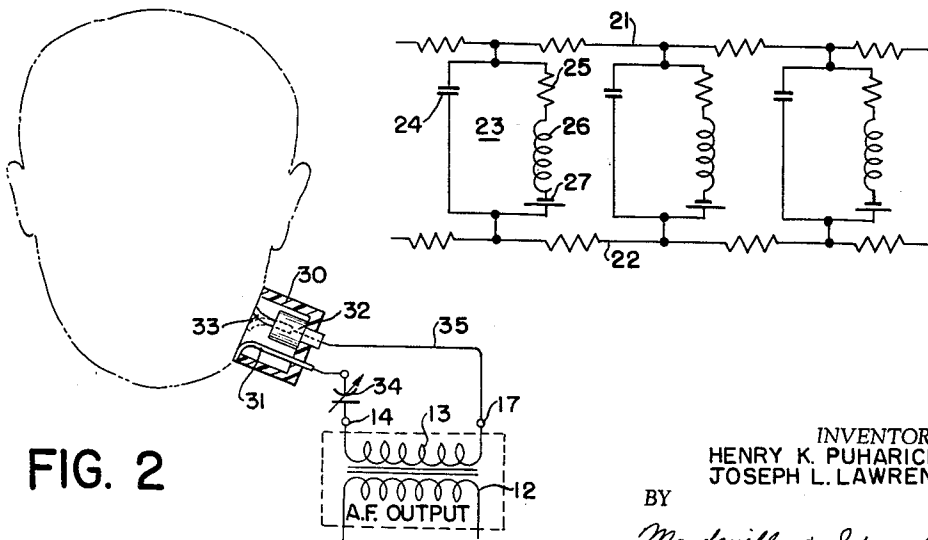 21
25
24
23
26
27
22
30
33
32
35
31
34
14
13
17
12
A.F. OUTPUT
FIG. 2
INVENTOR
HENRY K. PUHARIC
JOSEPH L. LAWREN
BY